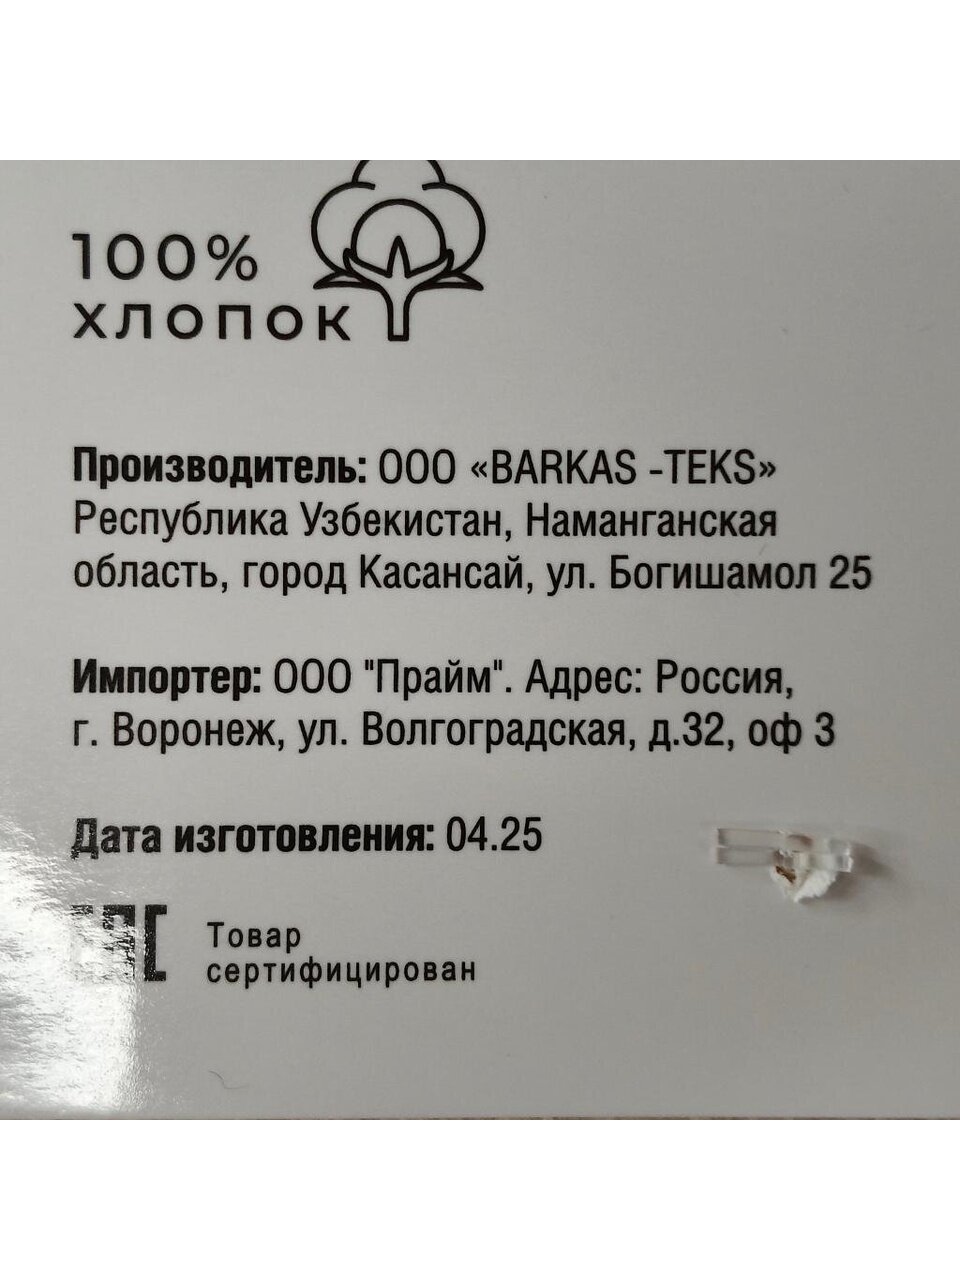 100%
ХЛОПОК
Производитель: ООО «BARKAS -TEKS»
Республика Узбекистан, Наманганская
область, город Касансай, ул. Богишамол 25
Импортер: ООО "Прайм". Адрес: Россия,
г. Воронеж, ул. Волгоградская, д.32, оф 3
Дата изготовления: 04.25
EAC
Товар
сертифицирован